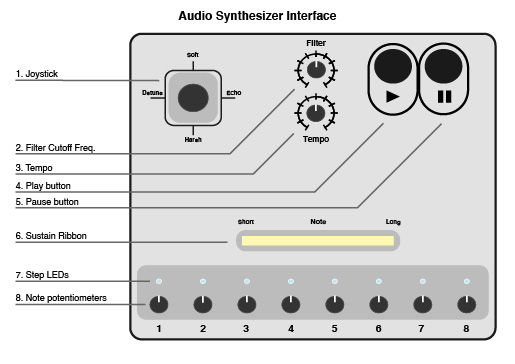 Audio Synthesizer Interface
Soft
Filter
1. Joystick
Detune
Echo
Harsh
Tempo
2. Filter Cutoff Freq.
3. Tempo
4. Play button
5. Pause button
Short Note Long
6. Sustain Ribbon
7. Step LEDs
8. Note potentiometers
1 2 3 4 5 6 7 8